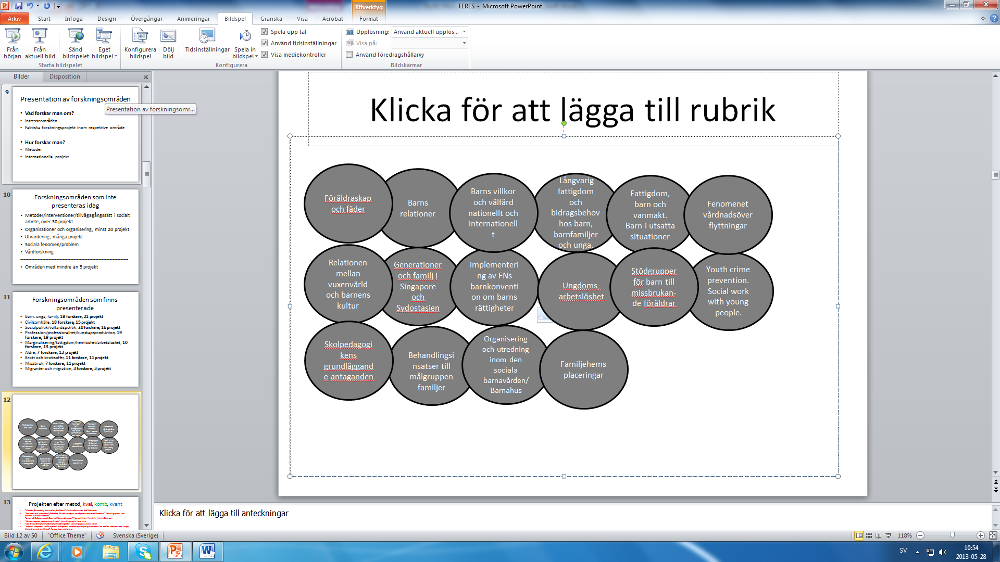 Ritverktyg
TERES - Microsoft PowerPoint
Arkiv Start Infoga Design Övergångar Animeringar Bildspel Granska Visa Acrobat Format
Från början
Från aktuell bild
Sänd bildspelet
Eget bildspel
Starta bildspelet
Konfigurera bildspel
Dölj bild
Tidsinställningar
Spela in bildspel
Spela upp tal
Använd tidsinställningar
Visa mediekontroller
Konfigurera
Upplösning: Använd aktuell upplös...
Visa på:
Använd föredragshållarvy
Bildskärmar
Bilder Disposition
9
Presentation av forskningsområden
Presentation av forskningsomr...
• Vad forskar man om?
• Intresseområden
• Faktiska forskningsprojekt inom respektive område
• Hur forskar man?
• Metoder
• Internationella projekt
10
Forskningsområden som inte
presenteras idag
• Metoder/interventioner/tillvägagångssätt i socialt
arbete, över 30 projekt
• Organisationer och organisering, minst 20 projekt
• Utvärdering, många projekt
• Sociala fenomen/problem
• Vårdforskning
• Områden med mindre än 5 projekt
11
Forskningsområden som finns
presenterade
• Barn, unga, familj, 18 forskare, 21 projekt
• Civilsamhälle, 18 forskare, 15 projekt
• Socialpolitik/välfärdspolitik, 20 forskare, 16 projekt
• Profession/professionalitet/kunskapsproduktion, 19
forskare, 19 projekt
• Marginalisering/fattigdom/hemlöshet/arbetslöshet, 10
forskare, 13 projekt
• Äldre, 7 forskare, 13 projekt
• Brott och brottsoffer, 11 forskare, 11 projekt
• Missbruk, 7 forskare, 11 projekt
• Migranter och migration, 3 forskare, 3 projekt
12
13
Projekten efter metod, kval, komb, kvant
Klicka för att lägga till rubrik
Föräldraskap
och fäder
Barns
relationer
Barns villkor
och välfärd
nationellt och
internationell
t
Långvarig
fattigdom
och
bidragsbehov
hos barn,
barnfamiljer
och unga.
Fattigdom,
barn och
vanmakt.
Barn i utsatta
situationer
Fenomenet
vårdnadsöver
flyttningar
Relationen
mellan
vuxenvärld
och barnens
kultur
Generationer
och familj i
Singapore
och
Sydostasien
Implementeri
ng av FNs
barnkonventi
on om barns
rättigheter
Ungdoms-
arbetslöshet
Stödgrupper
för barn till
missbrukan-
de föräldrar
Youth crime
prevention.
Social work
with young
people.
Skolpedagogi
kens
grundläggand
e antaganden
Behandlingsi
nsatser till
målgruppen
familjer
Organisering
och utredning
inom den
sociala
barnavården/
Barnahus
Familjehems
placeringar
Klicka för att lägga till anteckningar
Bild 12 av 50 "Office Theme" Svenska (Sverige) 118%
SV
10:54
2013-05-28